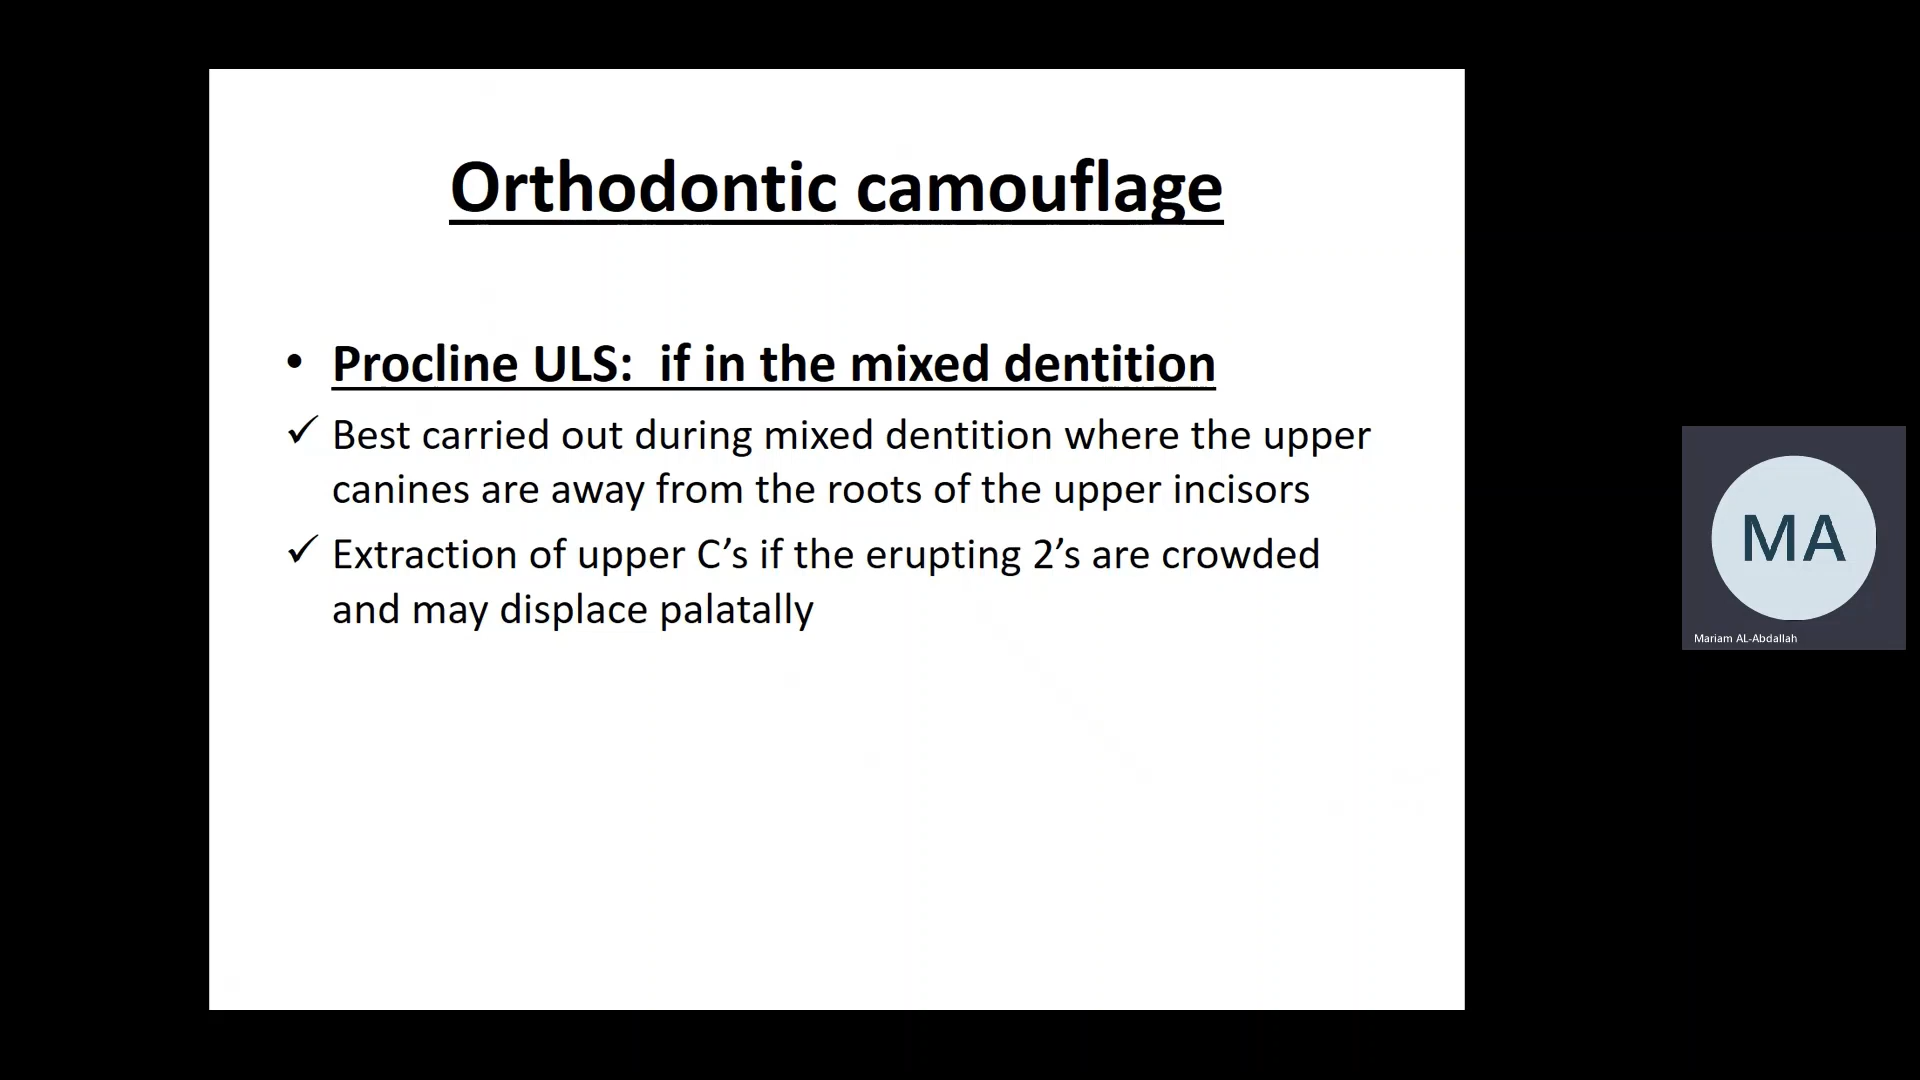 Orthodontic camouflage
• Procline ULS:  if in the mixed dentition
✓ Best carried out during mixed dentition where the upper
canines are away from the roots of the upper incisors
✓ Extraction of upper C’s if the erupting 2’s are crowded
and may displace palatally
MA
Mariam AL-Abdallah